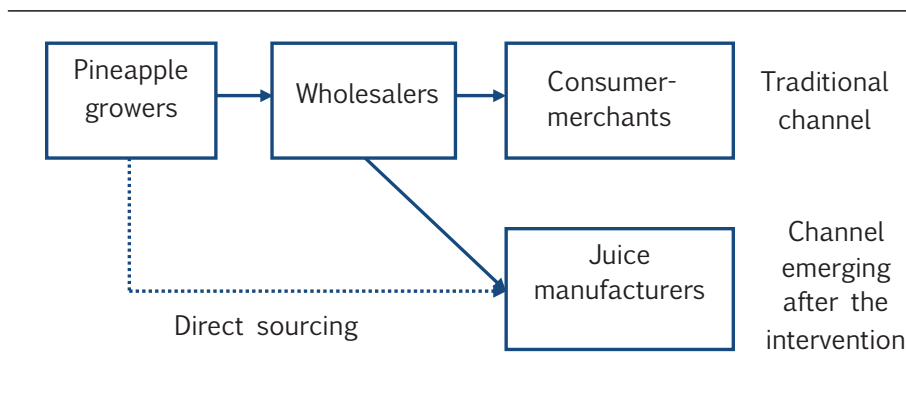 Pineapple
growers
Wholesalers
Consumer-
merchants
Traditional
channel
Juice
manufacturers
Channel
emerging
after the
intervention
Direct sourcing